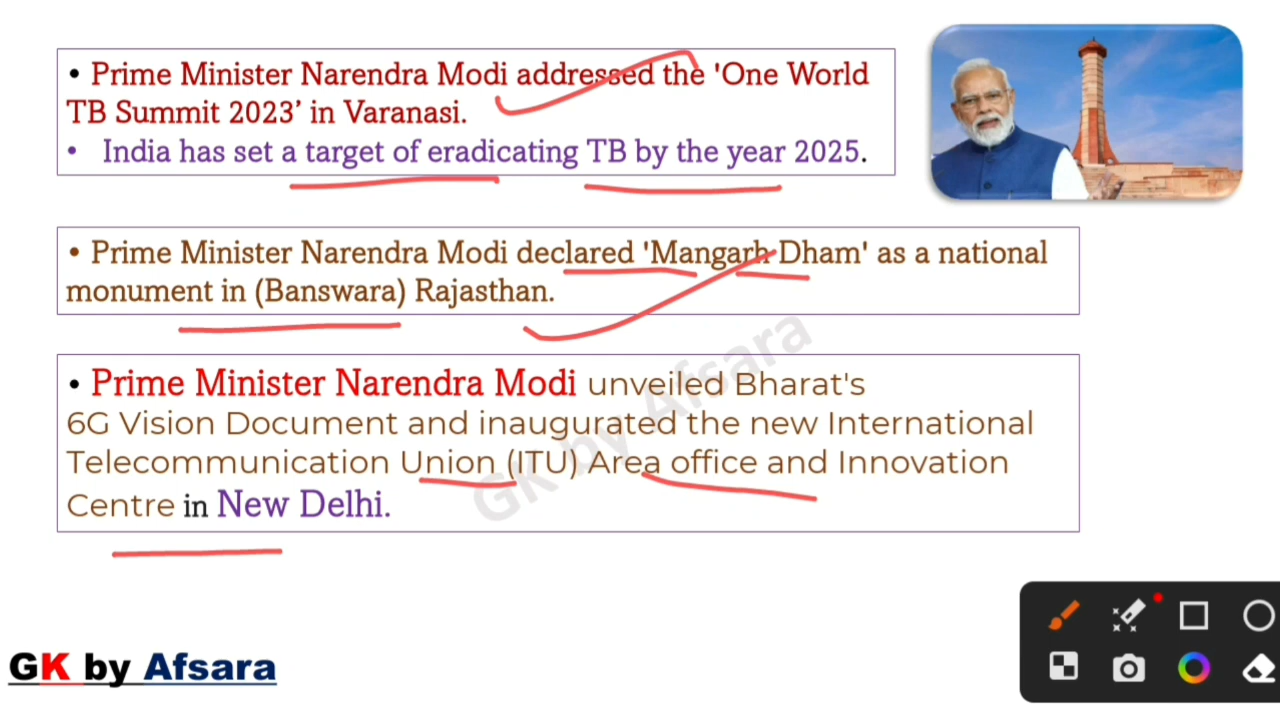 • Prime Minister Narendra Modi addressed the 'One World
TB Summit 2023’ in Varanasi.
• India has set a target of eradicating TB by the year 2025.
• Prime Minister Narendra Modi declared 'Mangarh Dham' as a national
monument in (Banswara) Rajasthan.
• Prime Minister Narendra Modi unveiled Bharat's
6G Vision Document and inaugurated the new International
Telecommunication Union (ITU) Area office and Innovation
Centre in New Delhi.
GK by Afsara
GK by Afsara